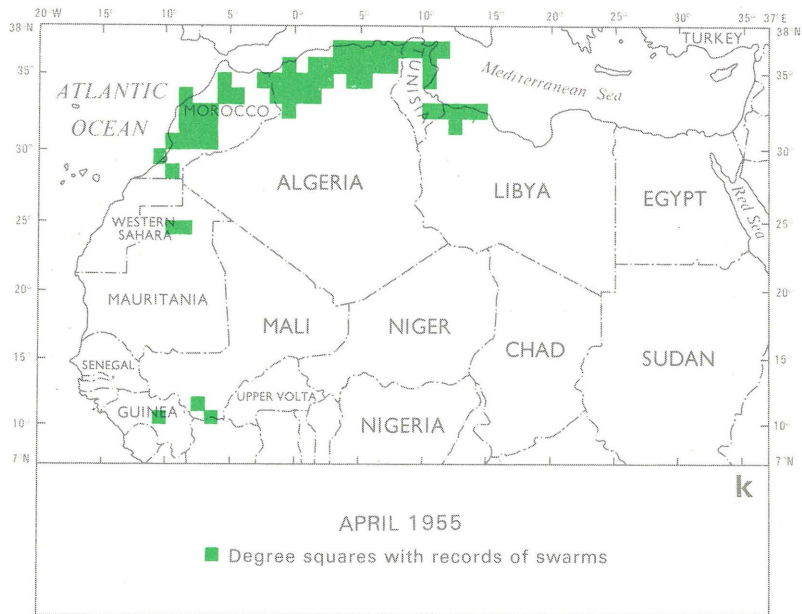 38°N 20°W 15° 10° 5° 0° 5° 10° 15° 20° 25° 30° 35° 37°E 38°N
TURKEY
35° 35°
Mediterranean Sea
ATLANTIC
OCEAN
TUNISIA
MOROCCO
30° 30°
ALGERIA
LIBYA
EGYPT
Red Sea
WESTERN
SAHARA
25° 25°
MAURITANIA
20° 20°
MALI
NIGER
CHAD
SUDAN
15° 15°
SENEGAL
UPPER VOLTA
GUINEA
NIGERIA
10° 10°
7°N 7°N
k
APRIL 1955
Degree squares with records of swarms